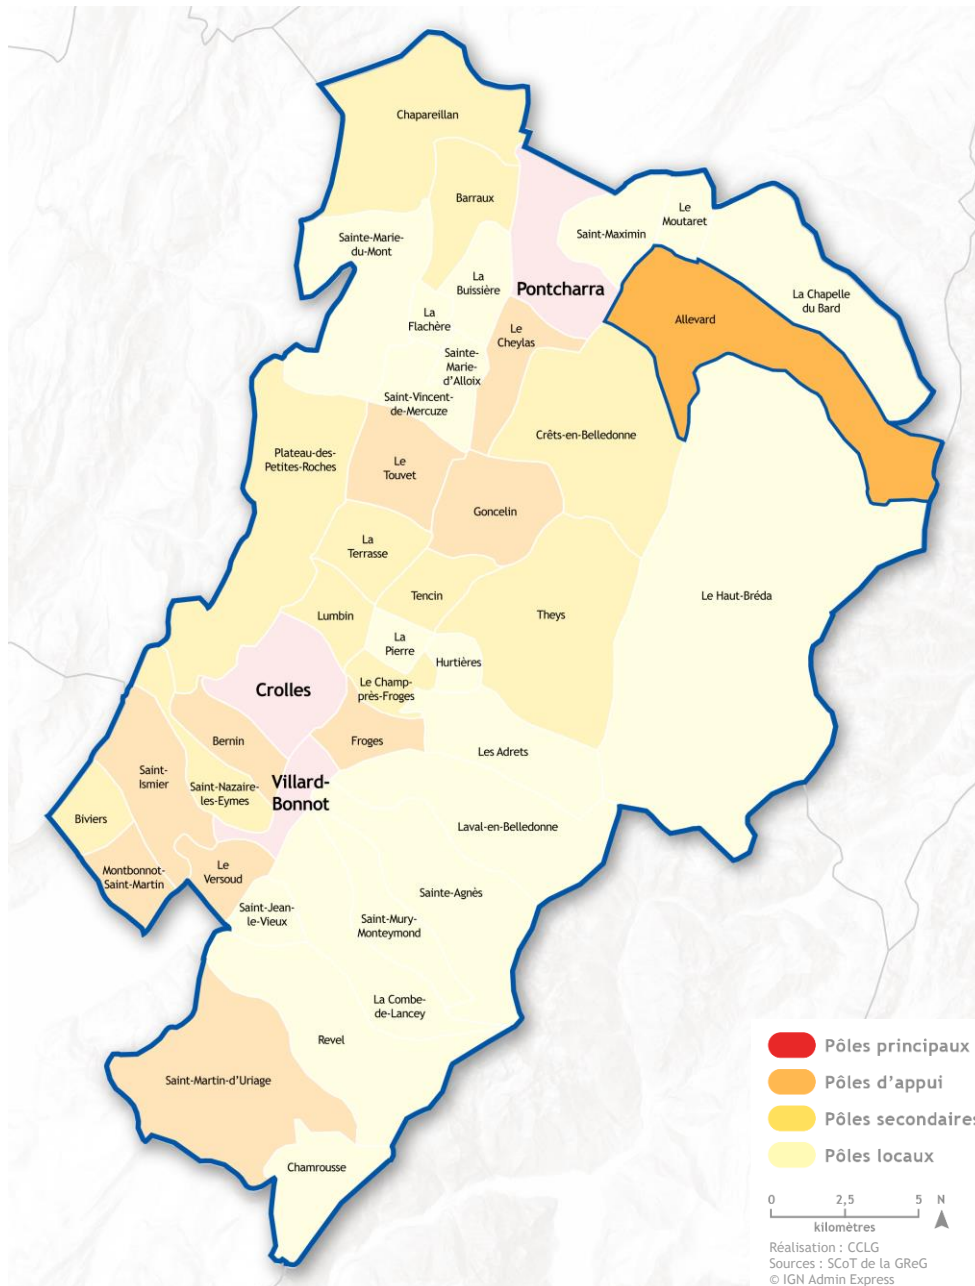 Chapareillan
Barraux
Le
Moutaret
Saint-Maximin
Sainte-Marie-
du-Mont
La
Buissière
Pontcharra
La Chapelle
du Bard
La
Flachère
Allevard
Le
Cheylas
Sainte-
Marie-
d'Alloix
Saint-Vincent-
de-Mercuze
Crêts-en-Belledonne
Plateau-des-
Petites-Roches
Le
Touvet
Goncelin
La
Terrasse
Tencin
Le Haut-Bréda
Lumbin
Theys
La
Pierre
Hurtières
Crolles
Le Champ-
près-Froges
Bernin
Froges
Les Adrets
Saint-
Ismier
Villard-
Bonnot
Saint-Nazaire-
les-Eymes
Biviers
Laval-en-Belledonne
Montbonnot-
Saint-Martin
Le
Versoud
Sainte-Agnès
Saint-Jean-
le-Vieux
Saint-Mury-
Monteymond
La Combe-
de-Lancey
Revel
Saint-Martin-d'Uriage
Chamrousse
Pôles principaux
Pôles d'appui
Pôles secondaires
Pôles locaux
0 2,5 5 N
kilomètres
Réalisation : CCLG
Sources : SCoT de la GReG
© IGN Admin Express